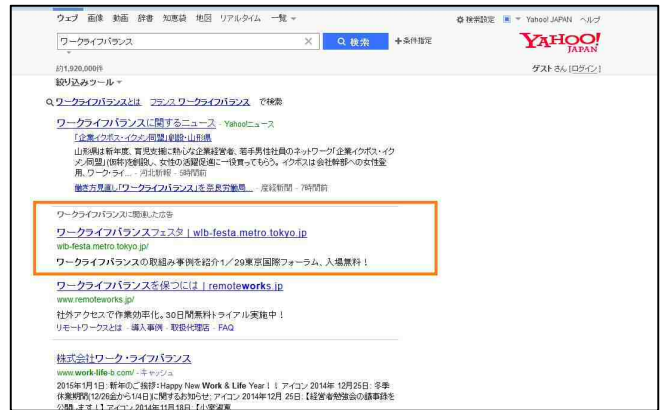 ウェブ 画像 動画 辞書 知恵袋 地図 リアルタイム 一覧
検索設定 Yahoo! JAPAN ヘルプ
ワークライフバランス × 検索 +条件指定
YAHOO!
JAPAN
約1,920,000件
ゲスト さん [ログイン]
絞り込みツール
ワークライフバランスとは フランス ワークライフバランス で検索
ワークライフバランスに関するニュース - Yahoo!ニュース
「企業イクボス・イクメン同盟」創設・山形県
山形県は新年度、育児支援に熱心な企業経営者、若手男性社員のネットワーク「企業イクボス・イク
メン同盟」(仮称)を創設し、女性の活躍促進に一役買ってもらう。イクボスは会社幹部への女性登
用、ワーク・ライ... - 河北新報 - 6時間前
働き方見直し「ワークライフバランス」を 奈良労働局... - 産経新聞 - 7時間前
ワークライフバランスに関連した広告
ワークライフバランスフェスタ | wlb-festa.metro.tokyo.jp
wlb-festa.metro.tokyo.jp/
ワークライフバランスの取組み事例を紹介1/29東京国際フォーラム、入場無料!
ワークライフバランスを保つには | remoteworks.jp
www.remoteworks.jp/
社外アクセスで作業効率化。30日間無料トライアル実施中!
リモートワークスとは - 導入事例 - 取扱代理店 - FAQ
株式会社ワーク・ライフバランス
www.work-life-b.com/ - キャッシュ
2015年1月1日: 新年のご挨拶:Happy New Work & Life Year!! アイコン 2014年 12月25日: 冬季
休業期間(12/26金から1/4日)に関するお知らせ; アイコン 2014年12月 25日: 【経営者勉強会の議事録を
公開します!】 アイコン 2014年11月18日: 【小室淑恵